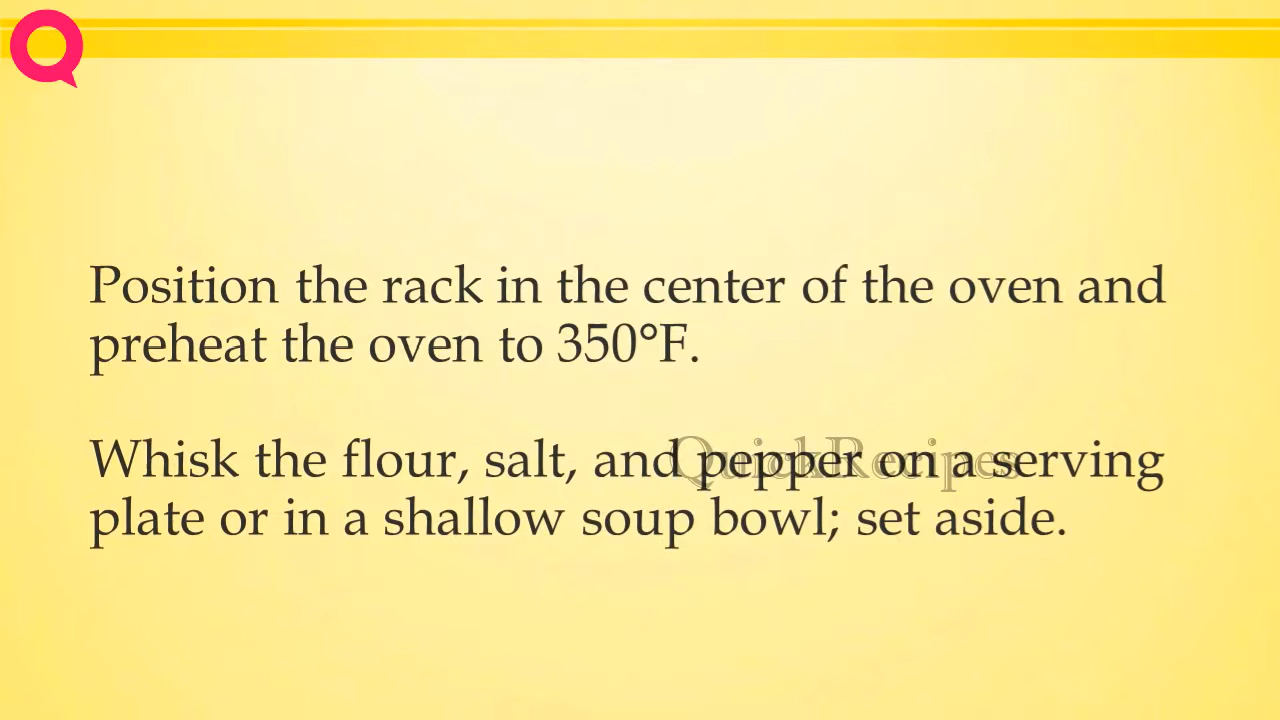 Position the rack in the center of the oven and
preheat the oven to 350°F.
Whisk the flour, salt, and pepper on a serving
plate or in a shallow soup bowl; set aside.
QuickRecipes